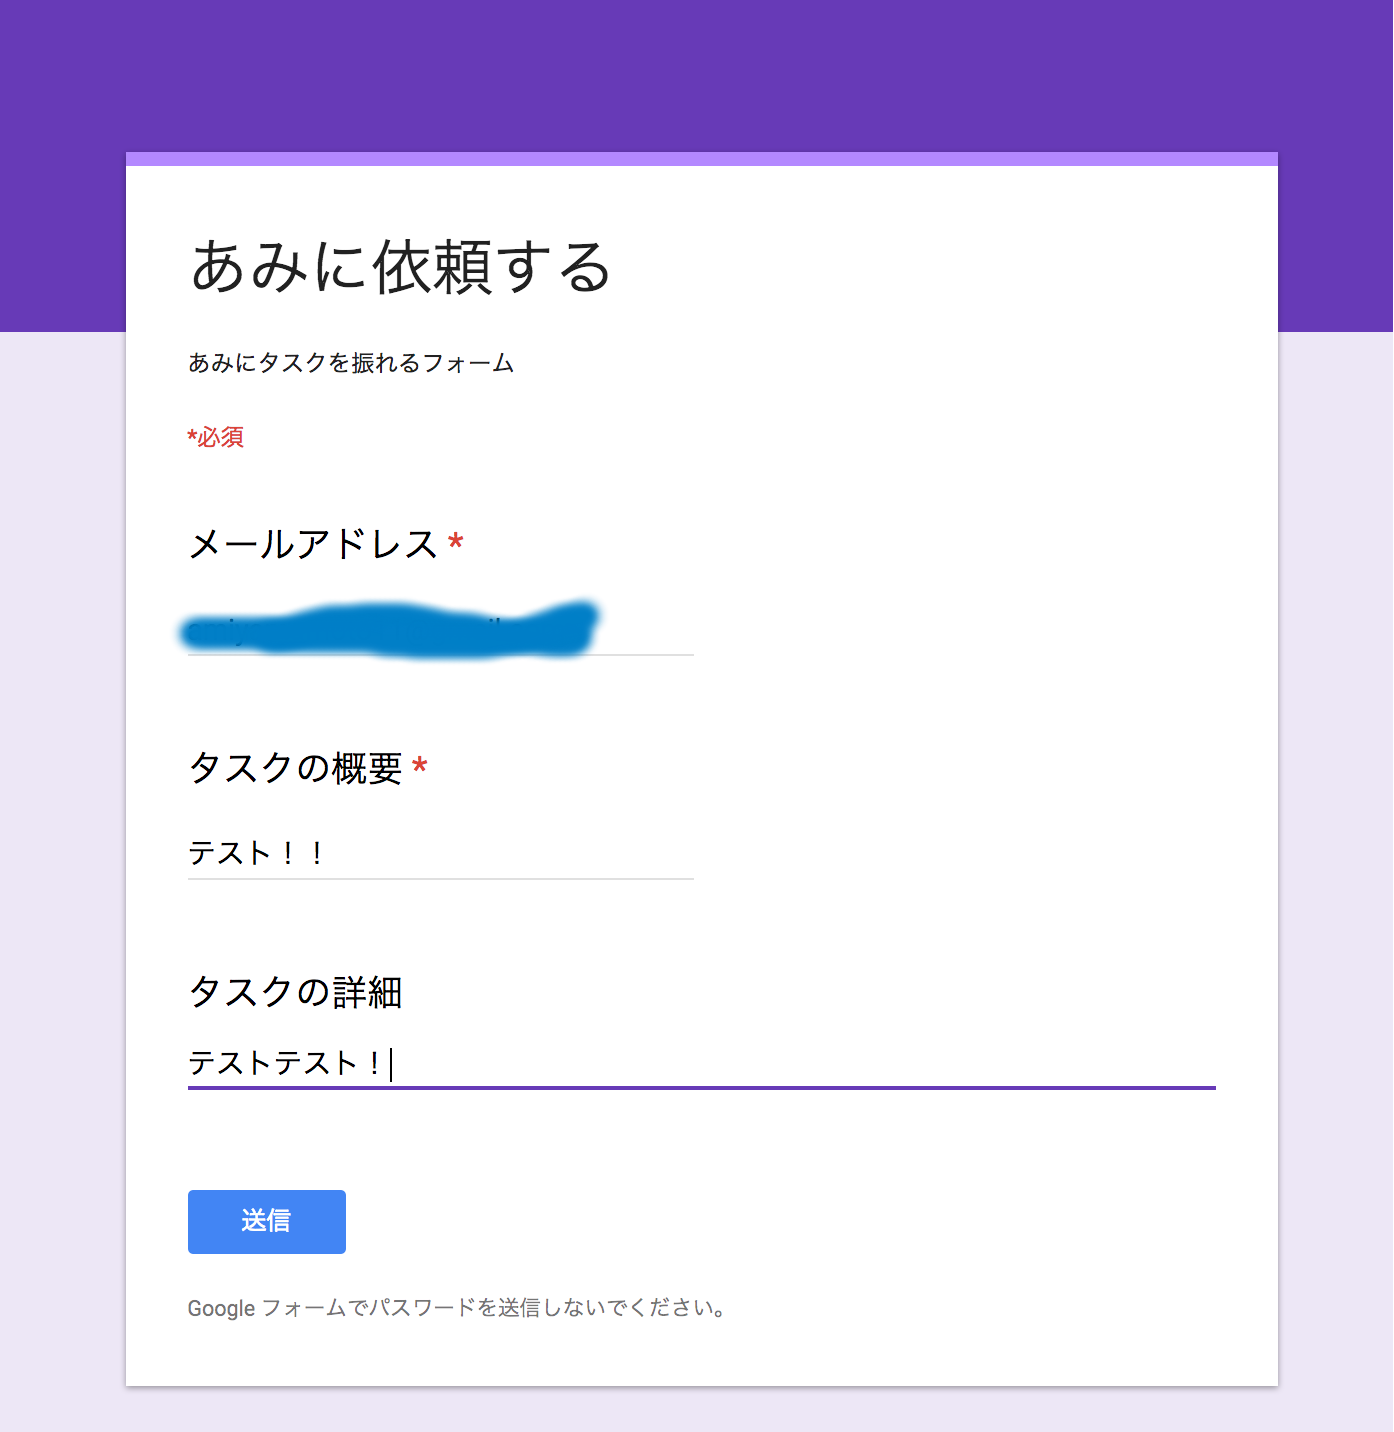 あみに依頼する
あみにタスクを振れるフォーム
*必須
メールアドレス *
タスクの概要 *
テスト！！
タスクの詳細
テストテスト！
送信
Google フォームでパスワードを送信しないでください。